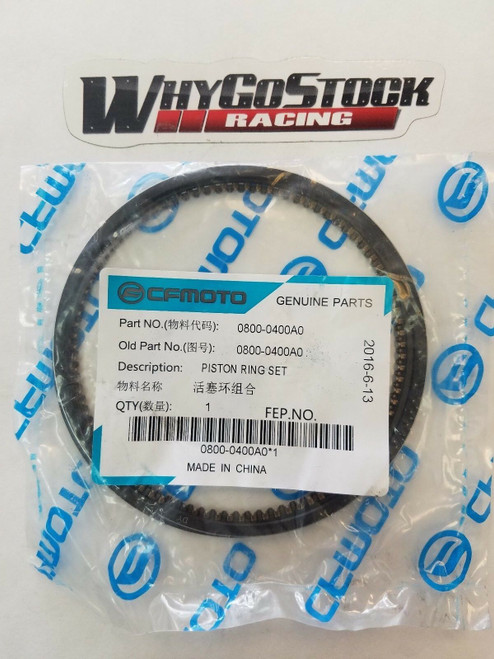 WHYGOSTOCK
RACING
CFMOTO GENUINE PARTS
Part NO.(物料代码): 0800-0400A0
Old Part No.(图号): 0800-0400A0
Description: PISTON RING SET
物料名称 活塞环组合
QTY(数量): 1 FEP.NO.
0800-0400A0*1
MADE IN CHINA
2016-6-13